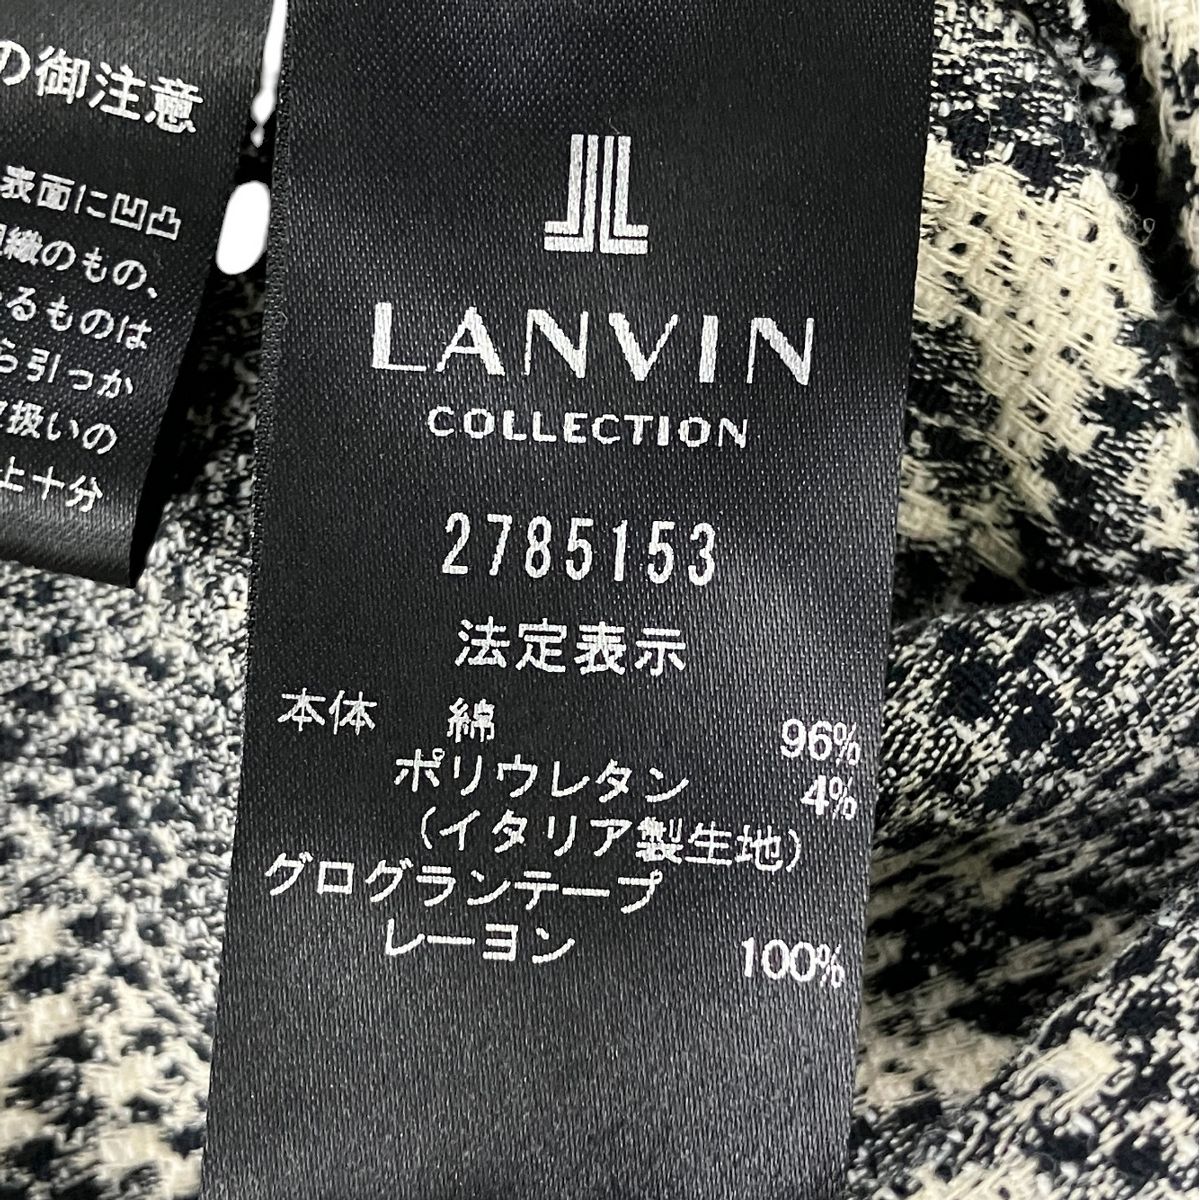 の御注意
表面に凹凸
織のもの、
るものは
ら引っか
扱いの
上十分
LANVIN
COLLECTION
2785153
法定表示
本体 綿 96%
ポリウレタン 4%
(イタリア製生地)
グログランテープ
レーヨン 100%